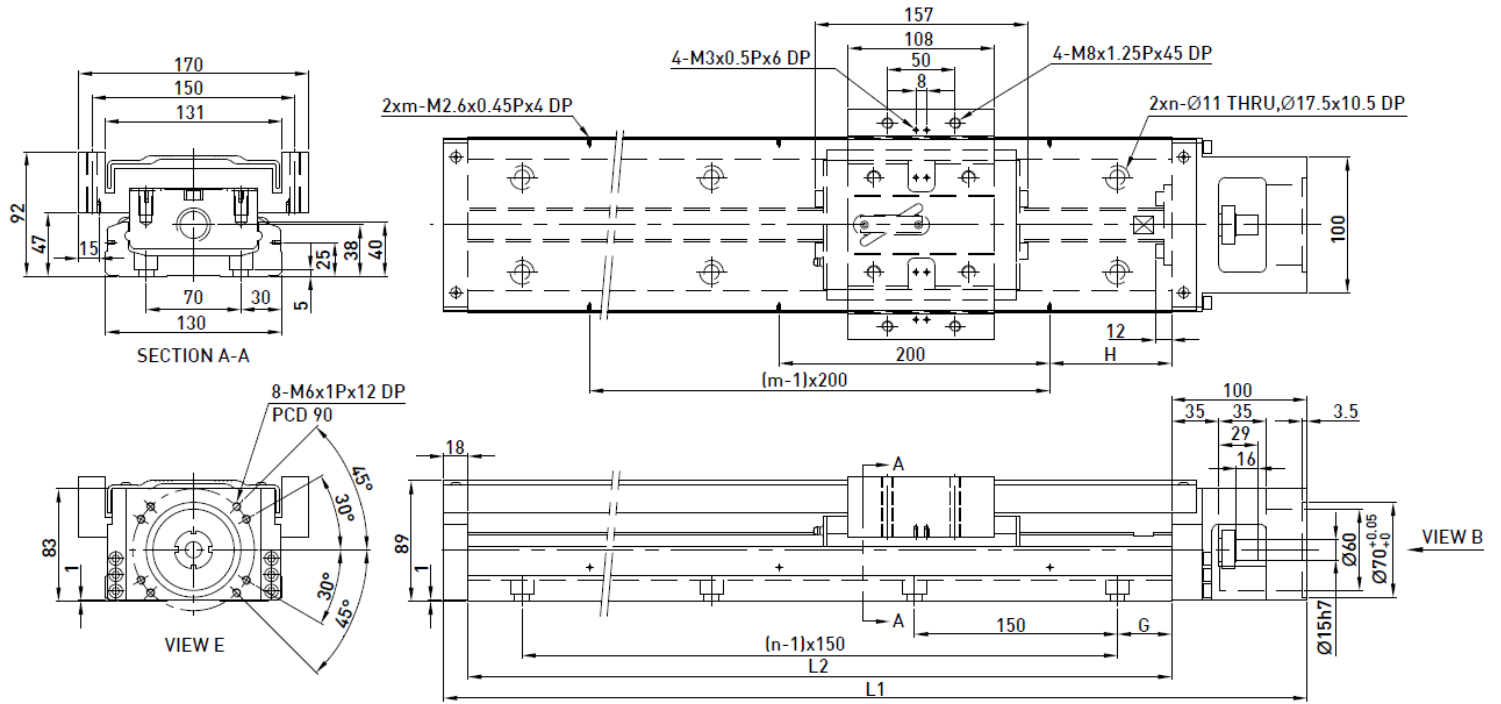 170
150
131
92
47
15
5
25
38
40
70
30
130
SECTION A-A
157
108
50
8
4-M3x0.5Px6 DP
4-M8x1.25Px45 DP
2xm-M2.6x0.45Px4 DP
2xn-Ø11 THRU,Ø17.5x10.5 DP
100
12
200
H
(m-1)x200
8-M6x1Px12 DP
PCD 90
45°
30°
30°
45°
83
1
VIEW E
18
89
1
A
A
100
35
35
3.5
29
16
Ø60
Ø70+0.05
+0
Ø15h7
VIEW B
150
G
(n-1)x150
L2
L1